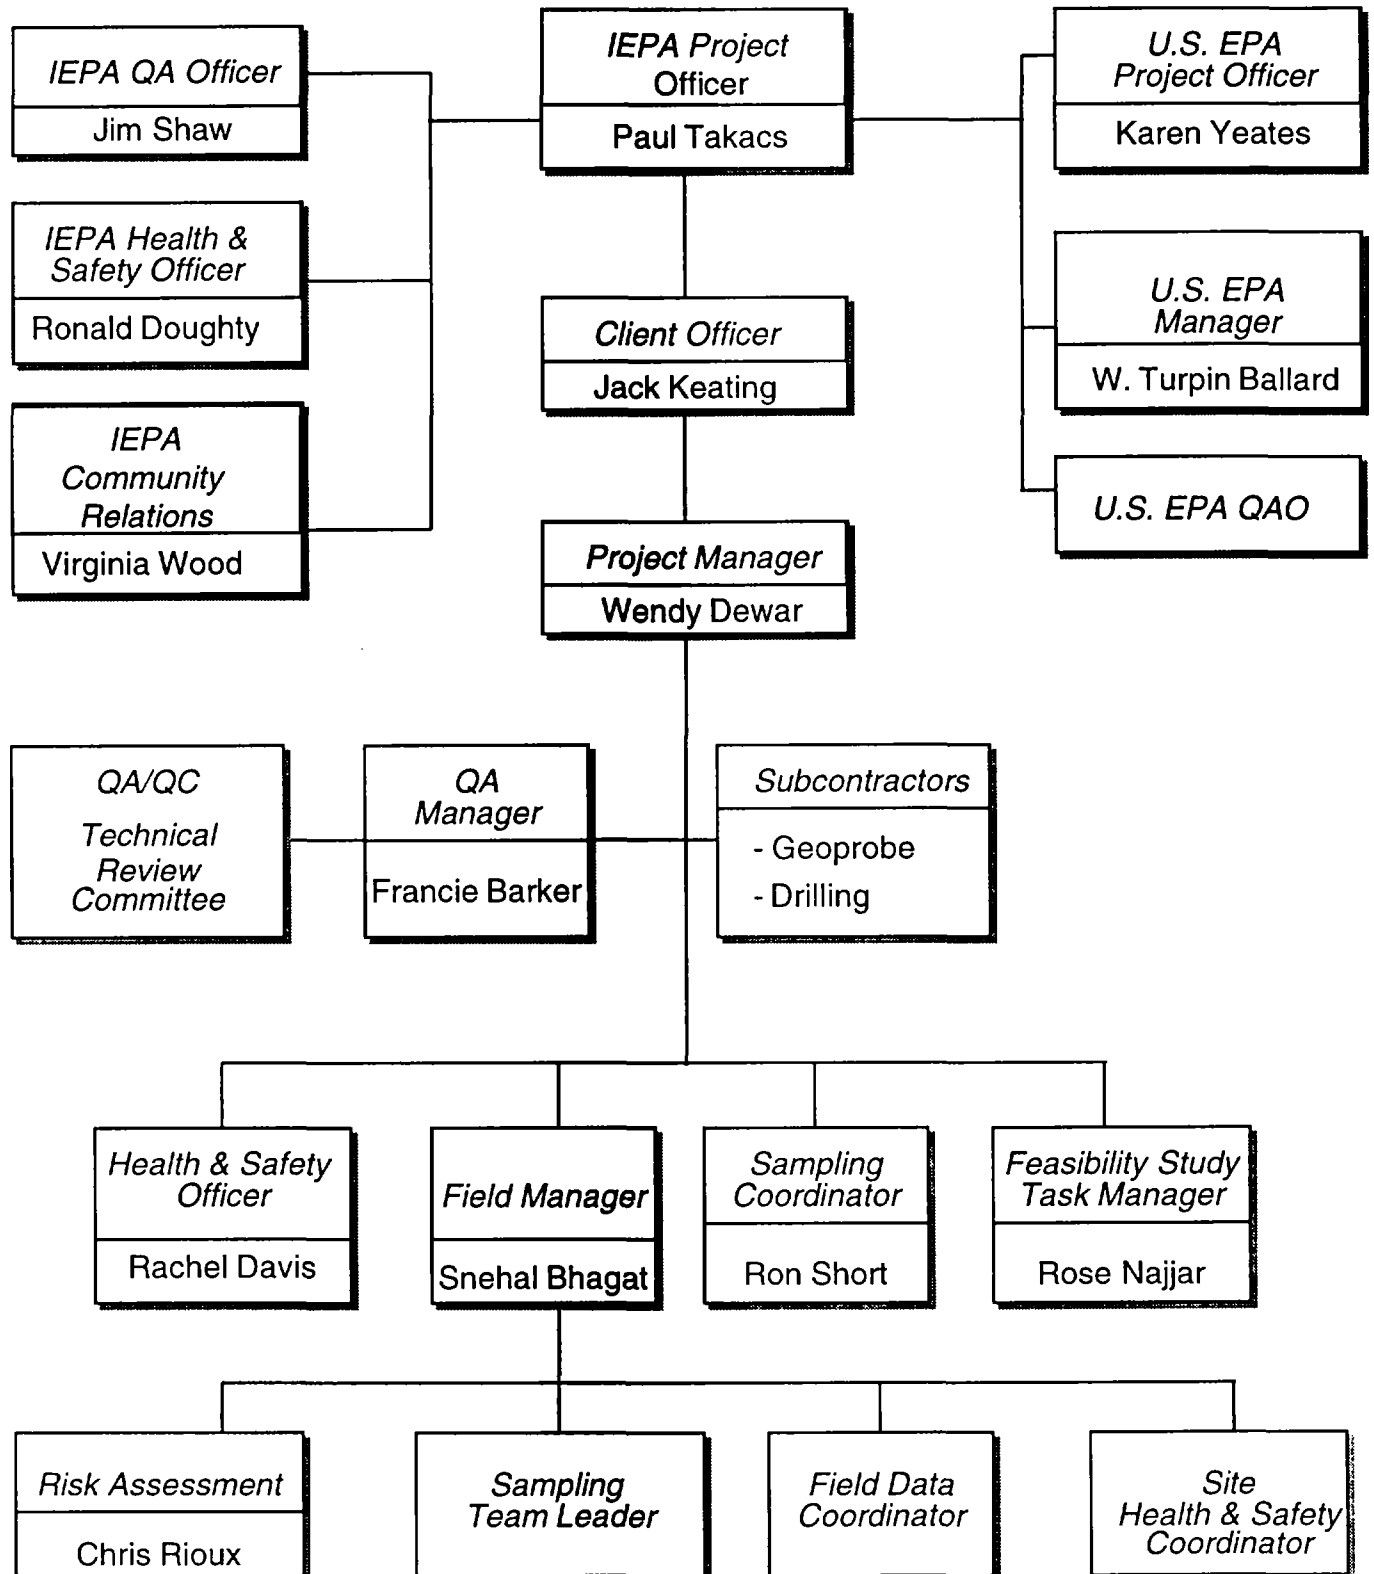 IEPA QA Officer
Jim Shaw
IEPA Health &
Safety Officer
Ronald Doughty
IEPA
Community
Relations
Virginia Wood
IEPA Project
Officer
Paul Takacs
Client Officer
Jack Keating
Project Manager
Wendy Dewar
U.S. EPA
Project Officer
Karen Yeates
U.S. EPA
Manager
W. Turpin Ballard
U.S. EPA QAO
QA/QC
Technical
Review
Committee
QA
Manager
Francie Barker
Subcontractors
- Geoprobe
- Drilling
Health & Safety
Officer
Rachel Davis
Field Manager
Snehal Bhagat
Sampling
Coordinator
Ron Short
Feasibility Study
Task Manager
Rose Najjar
Risk Assessment
Chris Rioux
Sampling
Team Leader
Field Data
Coordinator
Site
Health & Safety
Coordinator